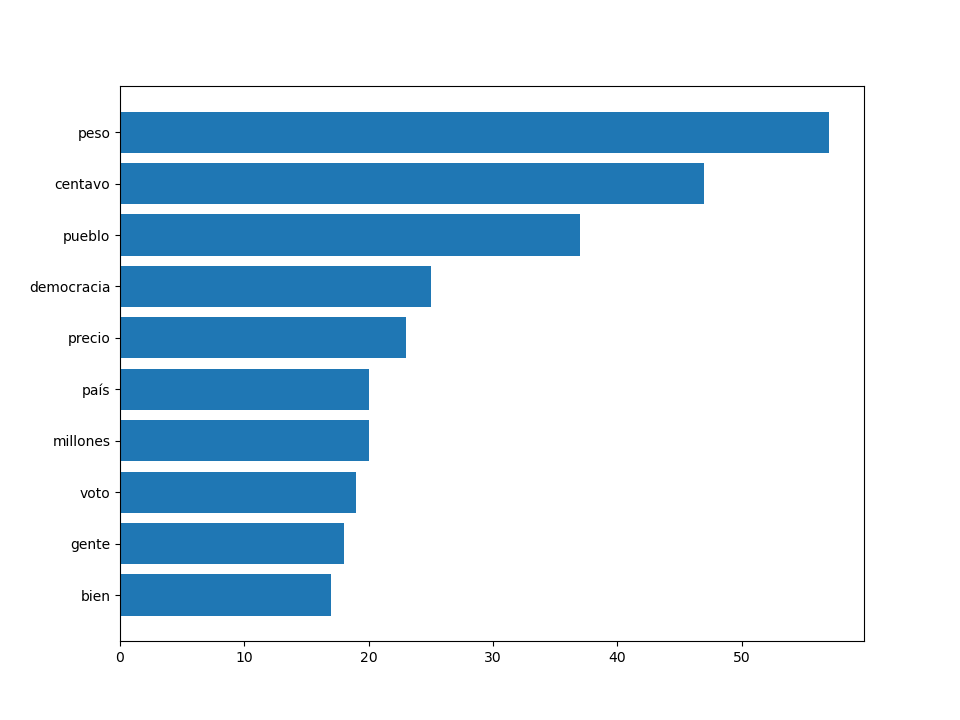 peso
centavo
pueblo
democracia
precio
país
millones
voto
gente
bien
0 10 20 30 40 50